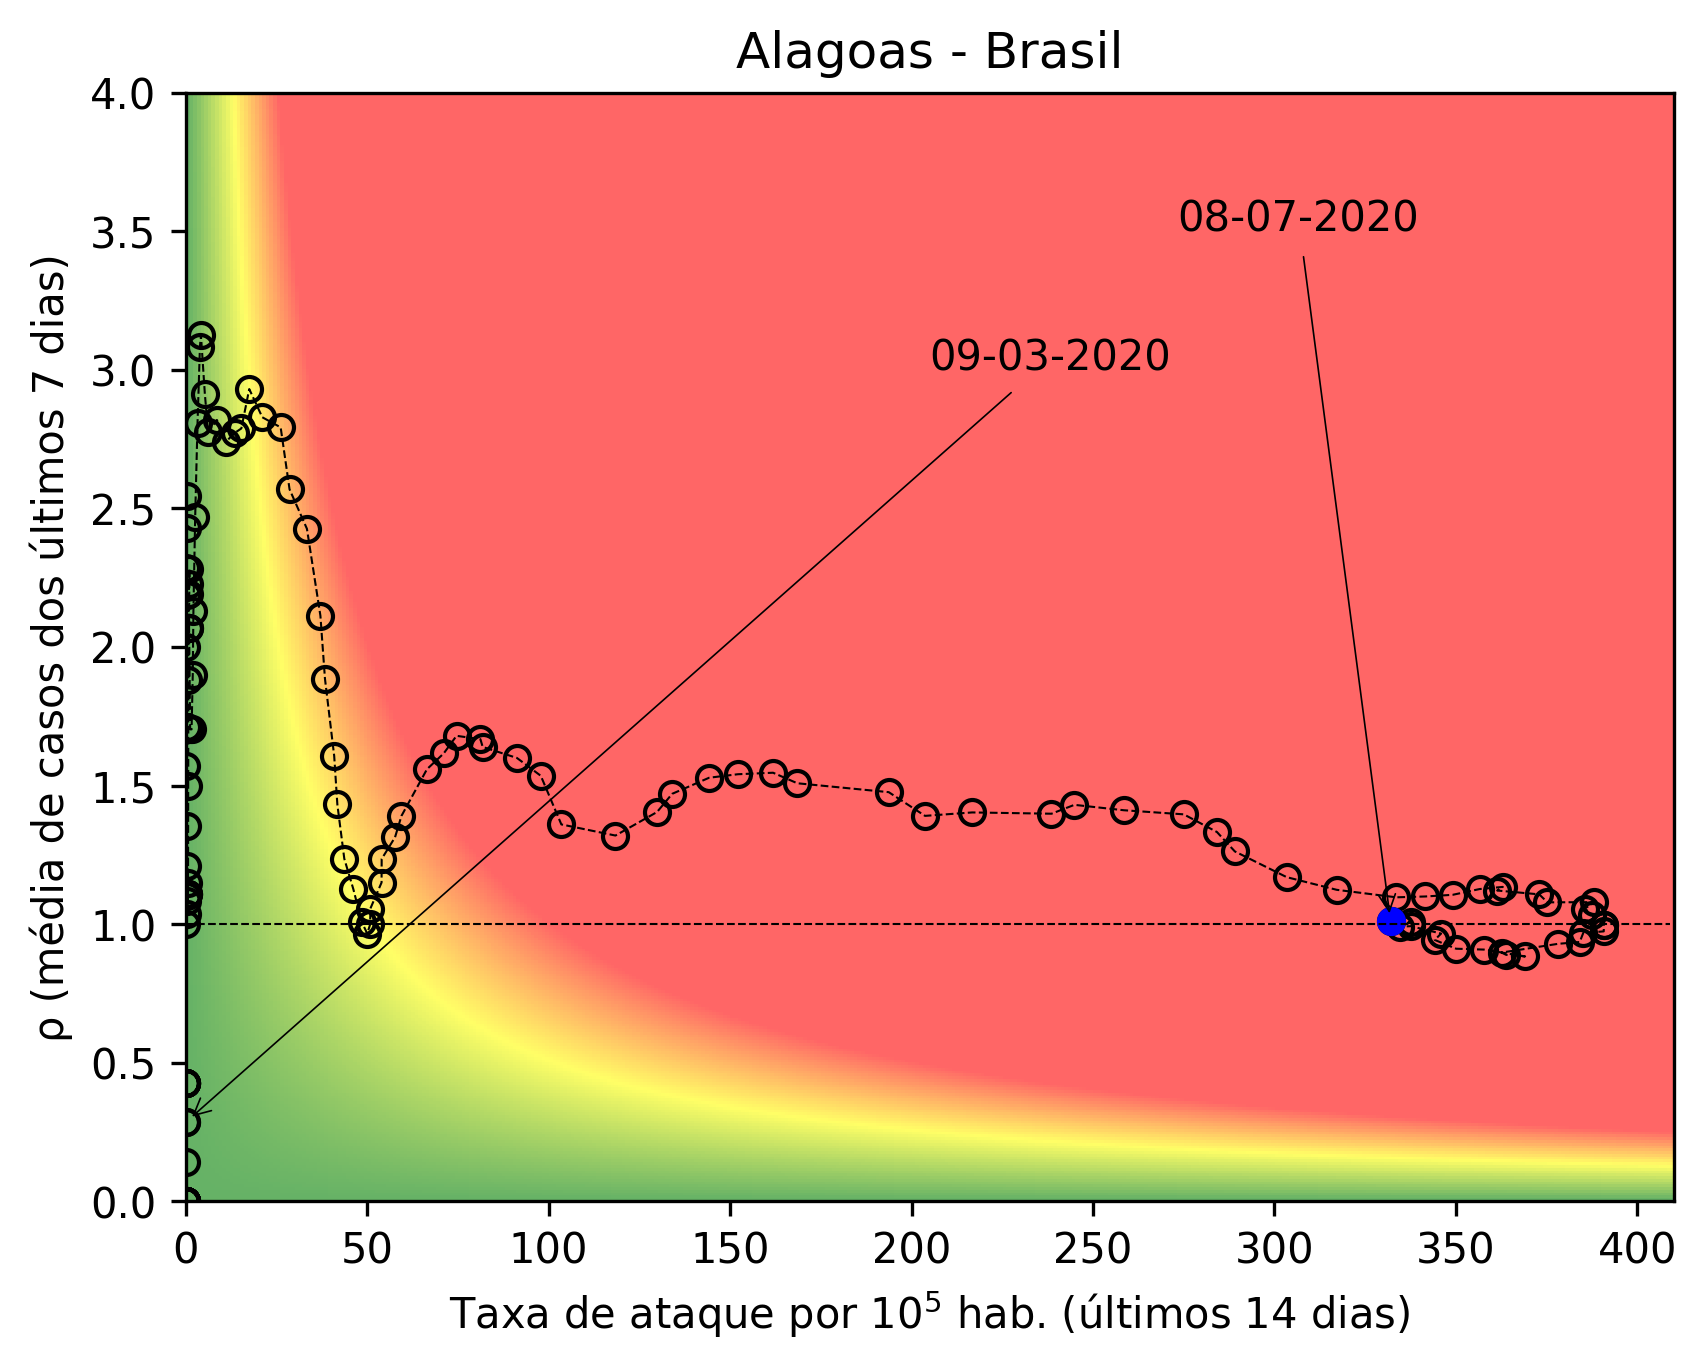 Alagoas - Brasil
4.0
3.5
3.0
2.5
2.0
1.5
1.0
0.5
0.0
ρ (média de casos dos últimos 7 dias)
08-07-2020
09-03-2020
0 50 100 150 200 250 300 350 400
Taxa de ataque por 10⁵ hab. (últimos 14 dias)